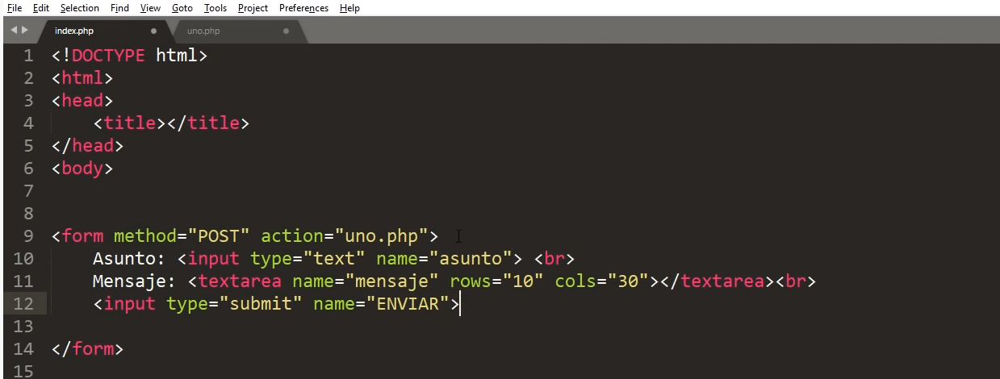 File Edit Selection Find View Goto Tools Project Preferences Help
index.php uno.php
1 <!DOCTYPE html>
2 <html>
3 <head>
4     <title></title>
5 </head>
6 <body>
7
8
9 <form method="POST" action="uno.php">
10     Asunto: <input type="text" name="asunto"> <br>
11     Mensaje: <textarea name="mensaje" rows="10" cols="30"></textarea><br>
12     <input type="submit" name="ENVIAR">
13
14 </form>
15